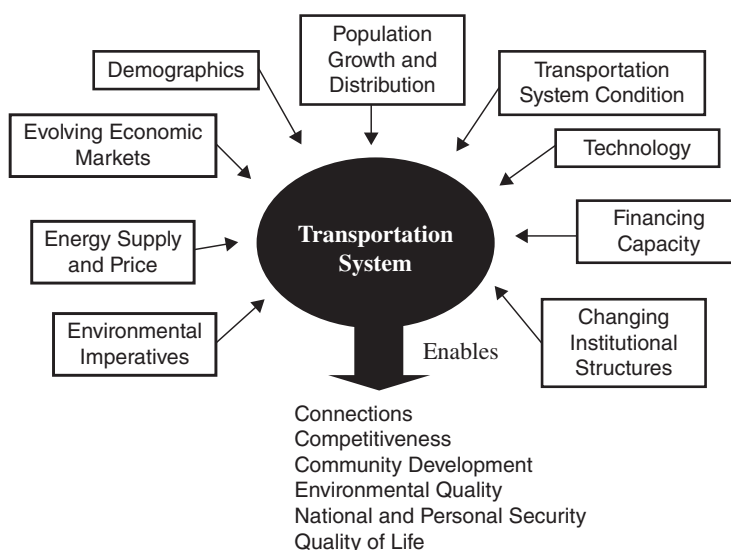 Population
Growth and
Distribution
Demographics
Transportation
System Condition
Evolving Economic
Markets
Technology
Transportation
System
Energy Supply
and Price
Financing
Capacity
Environmental
Imperatives
Changing
Institutional
Structures
Enables
Connections
Competitiveness
Community Development
Environmental Quality
National and Personal Security
Quality of Life